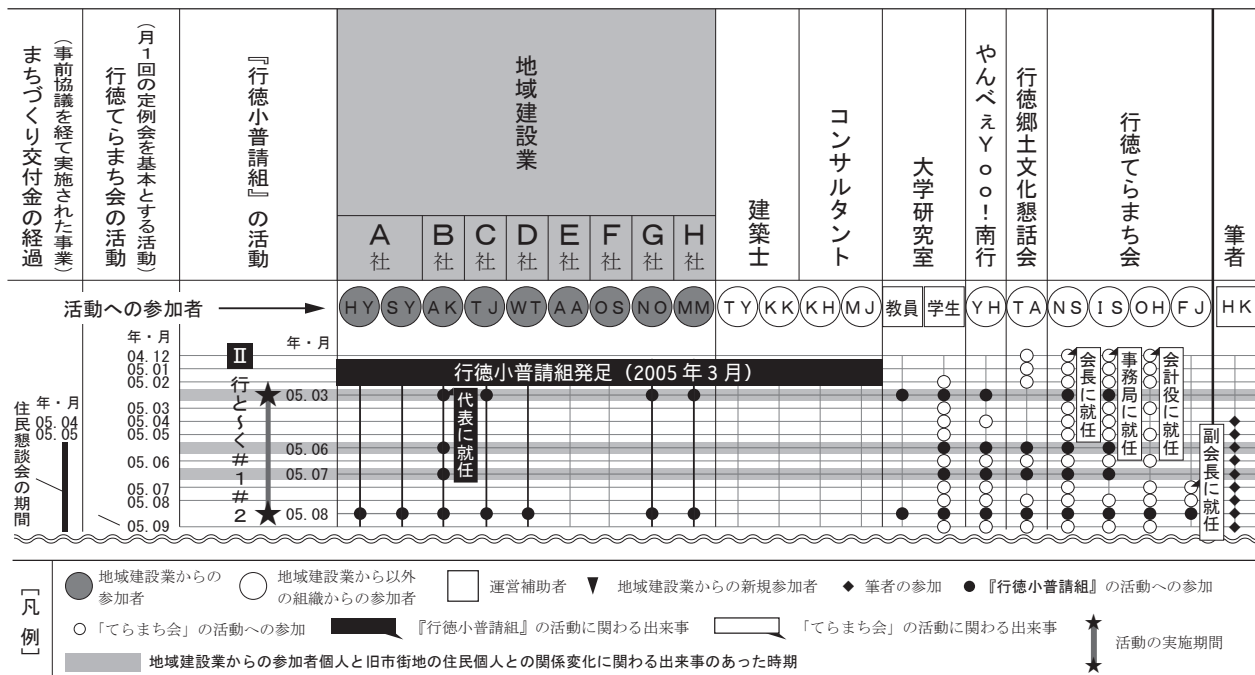 まちづくり交付金の経過
（事前協議を経て実施された事業）
行徳てらまち会の活動
（月１回の定例会を基本とする活動）
『行徳小普請組』の活動
地域建設業
A社
B社
C社
D社
E社
F社
G社
H社
建築士
コンサルタント
大学研究室
やんべぇＹｏｏ！南行
行徳郷土文化懇話会
行徳てらまち会
筆者
活動への参加者
HY SY AK TJ WT AA OS NO MM TY KK KH MJ 教員 学生 YH TA NS IS OH FJ HK
年・月
年・月
年・月
04.12
05.01
05.02
05.03
05.04
05.05
05.06
05.07
05.08
05.09
Ⅱ
行と～く＃１＃２
05.03
05.06
05.07
05.08
05.04
05.05
住民懇談会の期間
行徳小普請組発足（2005年3月）
代表に就任
会長に就任
事務局に就任
会計役に就任
副会長に就任
［凡例］
地域建設業からの参加者
地域建設業から以外の組織からの参加者
運営補助者
地域建設業からの新規参加者
筆者の参加
『行徳小普請組』の活動への参加
「てらまち会」の活動への参加
『行徳小普請組』の活動に関わる出来事
「てらまち会」の活動に関わる出来事
活動の実施期間
地域建設業からの参加者個人と旧市街地の住民個人との関係変化に関わる出来事のあった時期